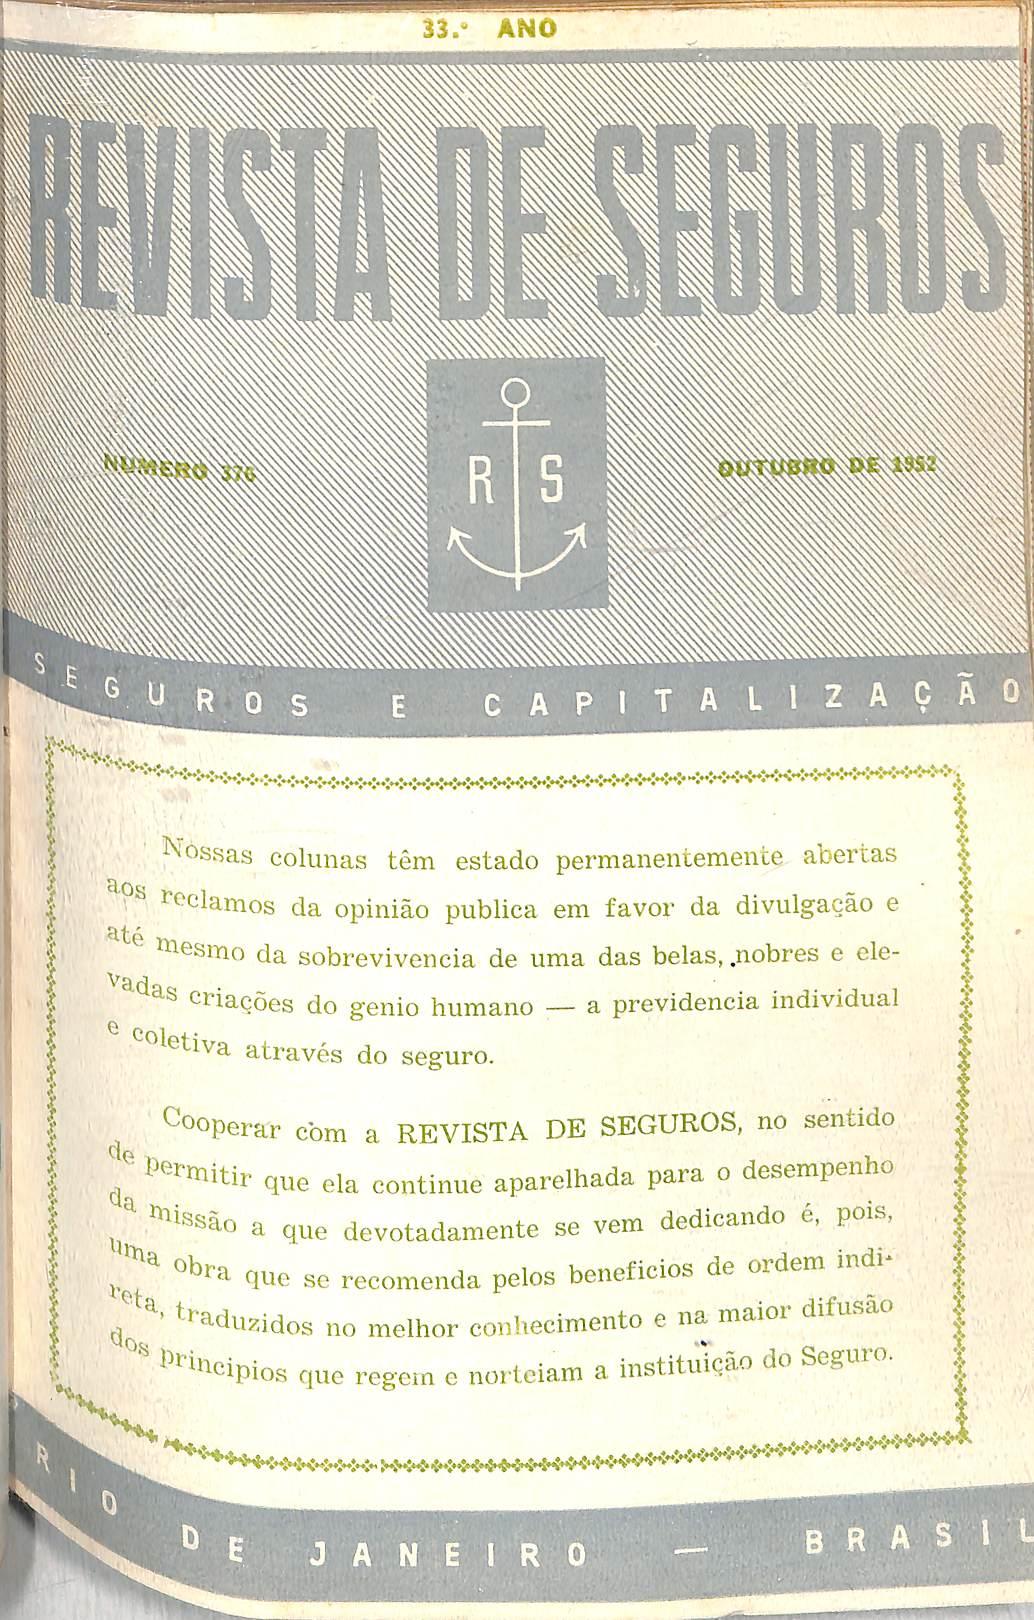 33.º ANO
REVISTA DE SEGUROS
NUMERO 376
R S
OUTUBRO DE 1952
SEGUROS E CAPITALIZAÇÃO
Nossas colunas têm estado permanentemente abertas
aos reclamos da opinião publica em favor da divulgação e
até mesmo da sobrevivencia de uma das belas, nobres e ele-
vadas criações do genio humano — a previdencia individual
e coletiva através do seguro.
Cooperar com a REVISTA DE SEGUROS, no sentido
de permitir que ela continue aparelhada para o desempenho
da missão a que devotadamente se vem dedicando é, pois,
uma obra que se recomenda pelos beneficios de ordem indi-
reta, traduzidos no melhor conhecimento e na maior difusão
dos principios que regem e norteiam a instituição do Seguro.
RIO DE JANEIRO — BRASIL